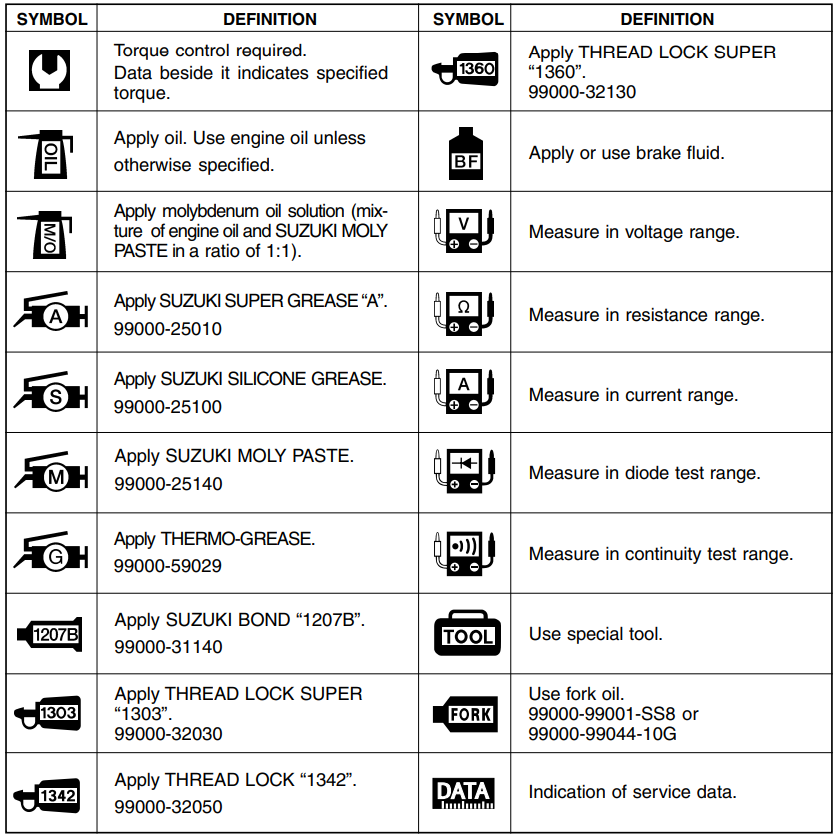 SYMBOL DEFINITION SYMBOL DEFINITION
Torque control required.
Data beside it indicates specified
torque.
1360
Apply THREAD LOCK SUPER
“1360”.
99000-32130
OIL
Apply oil. Use engine oil unless
otherwise specified.
BF
Apply or use brake fluid.
M/O
Apply molybdenum oil solution (mix-
ture of engine oil and SUZUKI MOLY
PASTE in a ratio of 1:1).
V
+ −
Measure in voltage range.
A
Apply SUZUKI SUPER GREASE “A”.
99000-25010
Ω
+ −
Measure in resistance range.
S
Apply SUZUKI SILICONE GREASE.
99000-25100
A
+ −
Measure in current range.
M
Apply SUZUKI MOLY PASTE.
99000-25140
+ −
Measure in diode test range.
G
Apply THERMO-GREASE.
99000-59029
+ −
Measure in continuity test range.
1207B
Apply SUZUKI BOND “1207B”.
99000-31140
TOOL
Use special tool.
1303
Apply THREAD LOCK SUPER
“1303”.
99000-32030
FORK
Use fork oil.
99000-99001-SS8 or
99000-99044-10G
1342
Apply THREAD LOCK “1342”.
99000-32050
DATA
Indication of service data.